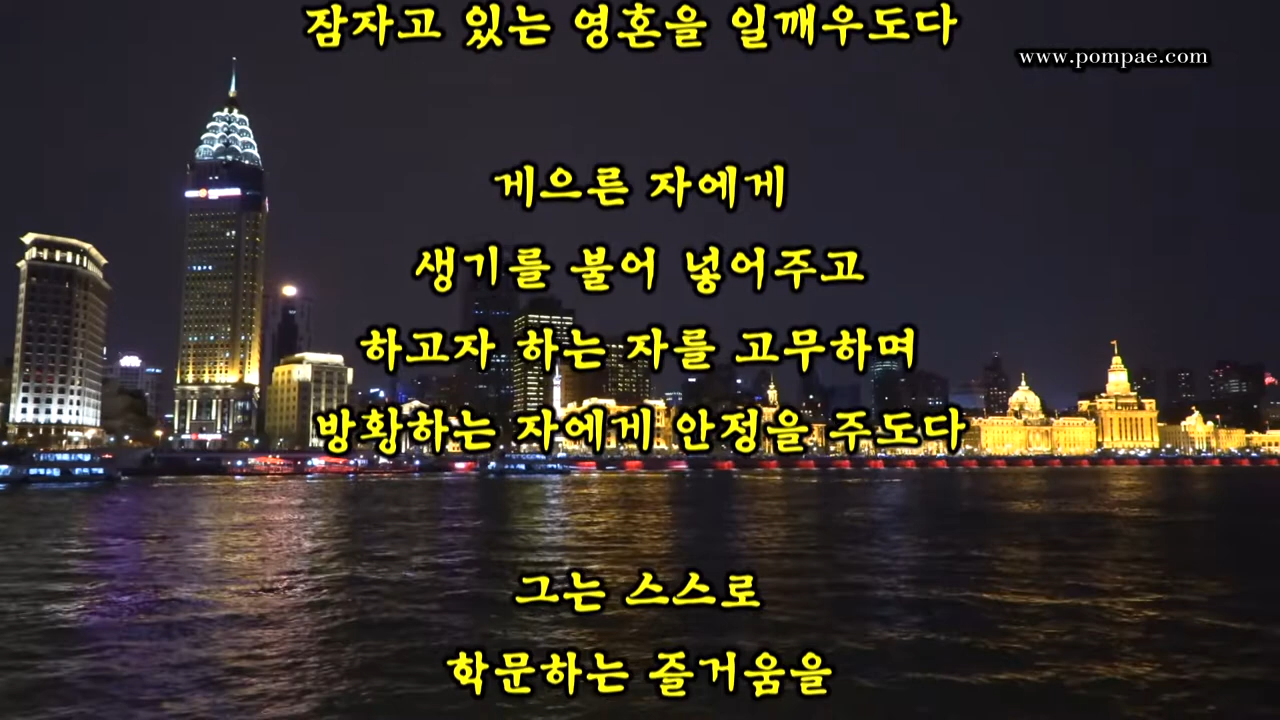 잠자고 있는 영혼을 일깨우도다
www.pompae.com
게으른 자에게
생기를 불어 넣어주고
하고자 하는 자를 고무하며
방황하는 자에게 안정을 주도다
그는 스스로
학문하는 즐거움을